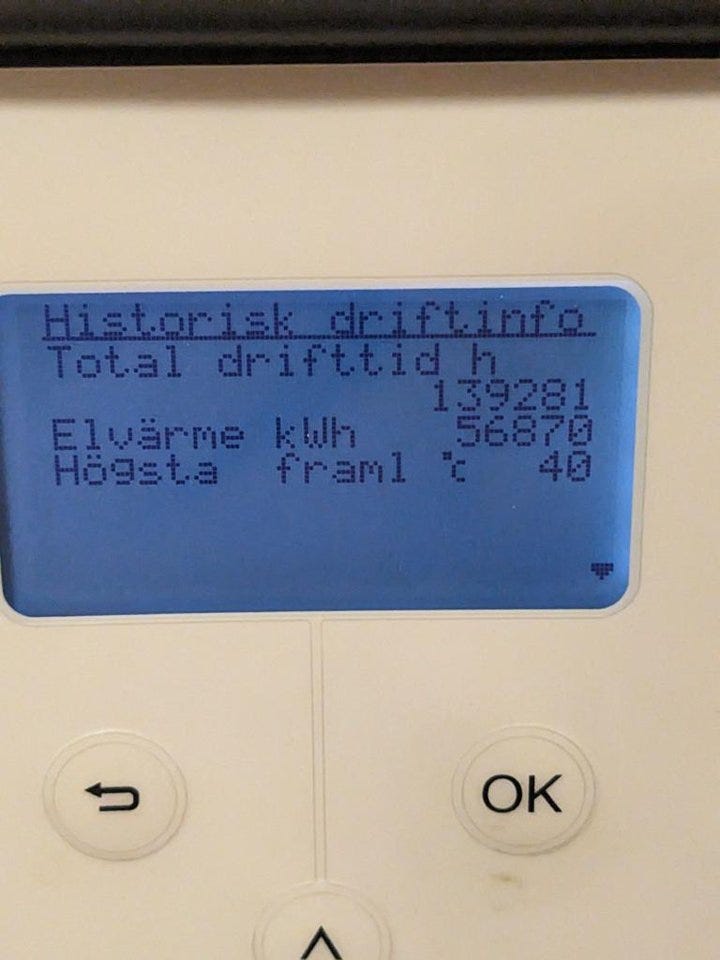 Historisk driftinfo
Total drifttid h
139281
Elvärme kWh 56870
Högsta framl °c 40
OK